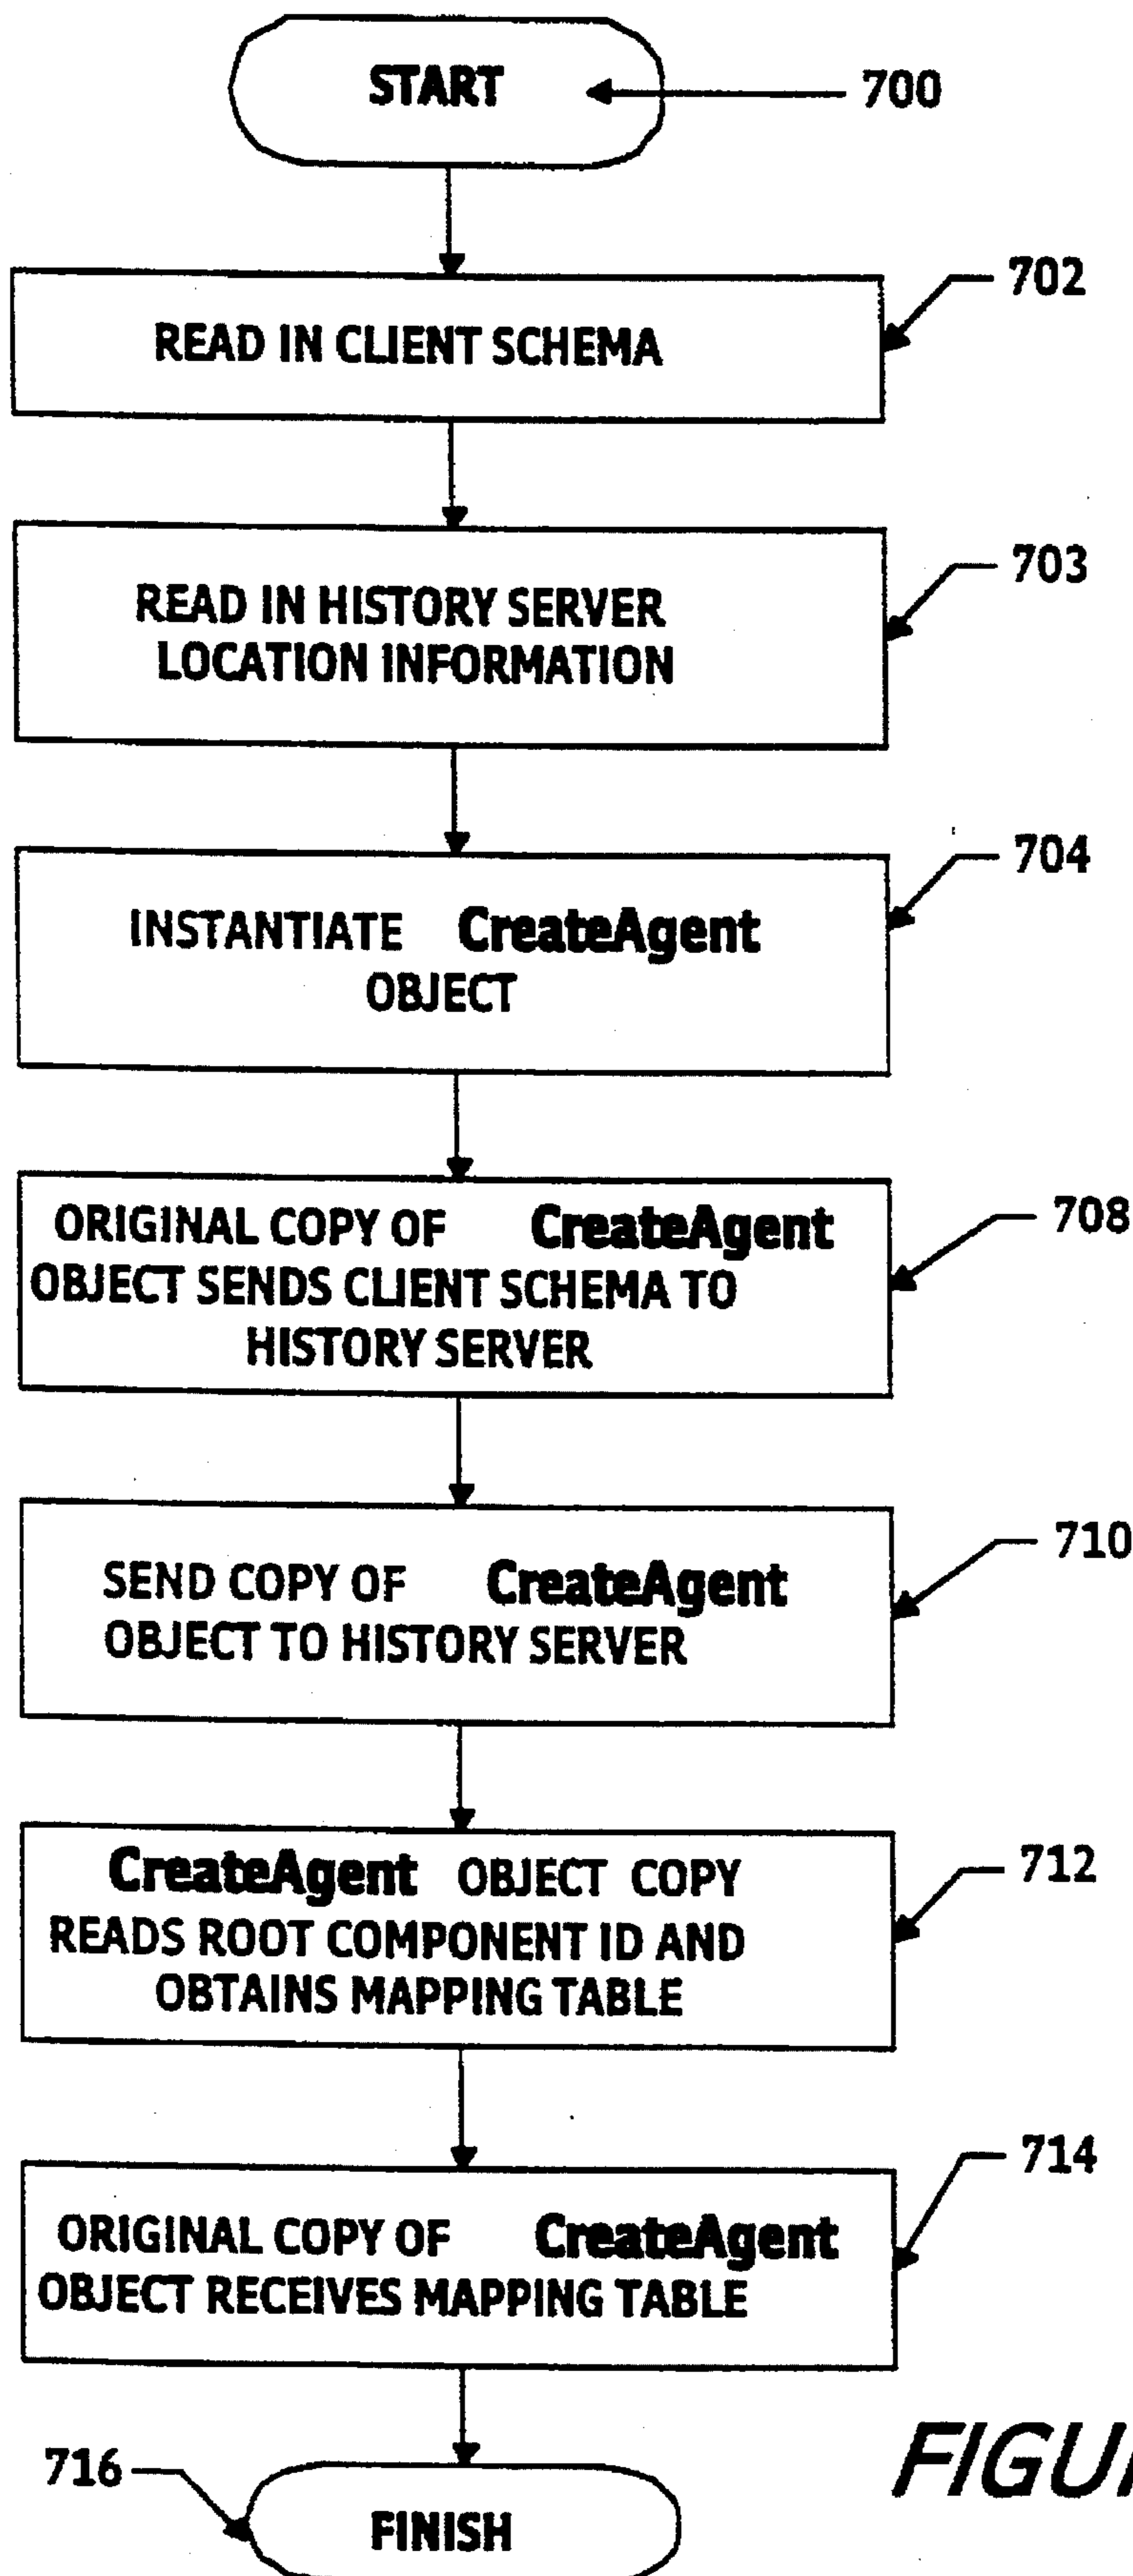 START
700
702
READ IN CLIENT SCHEMA
703
READ IN HISTORY SERVER
LOCATION INFORMATION
704
INSTANTIATE CreateAgent
OBJECT
708
ORIGINAL COPY OF CreateAgent
OBJECT SENDS CLIENT SCHEMA TO
HISTORY SERVER
710
SEND COPY OF CreateAgent
OBJECT TO HISTORY SERVER
712
CreateAgent OBJECT COPY
READS ROOT COMPONENT ID AND
OBTAINS MAPPING TABLE
714
ORIGINAL COPY OF CreateAgent
OBJECT RECEIVES MAPPING TABLE
716
FINISH